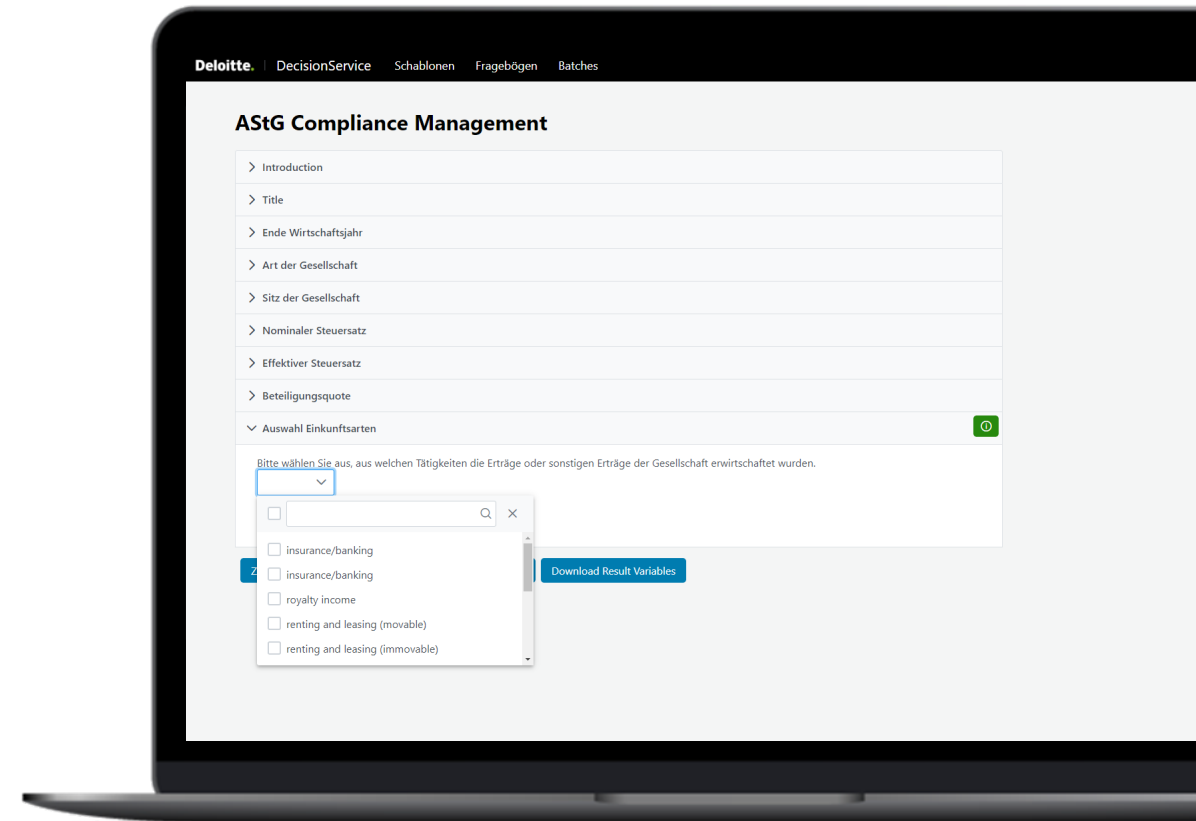 Deloitte. DecisionService Schablonen Fragebögen Batches
AStG Compliance Management
Introduction
Title
Ende Wirtschaftsjahr
Art der Gesellschaft
Sitz der Gesellschaft
Nominaler Steuersatz
Effektiver Steuersatz
Beteiligungsquote
Auswahl Einkunftsarten
Bitte wählen Sie aus, aus welchen Tätigkeiten die Erträge oder sonstigen Erträge der Gesellschaft erwirtschaftet wurden.
insurance/banking
Download Result Variables
insurance/banking
royalty income
renting and leasing (movable)
renting and leasing (immovable)